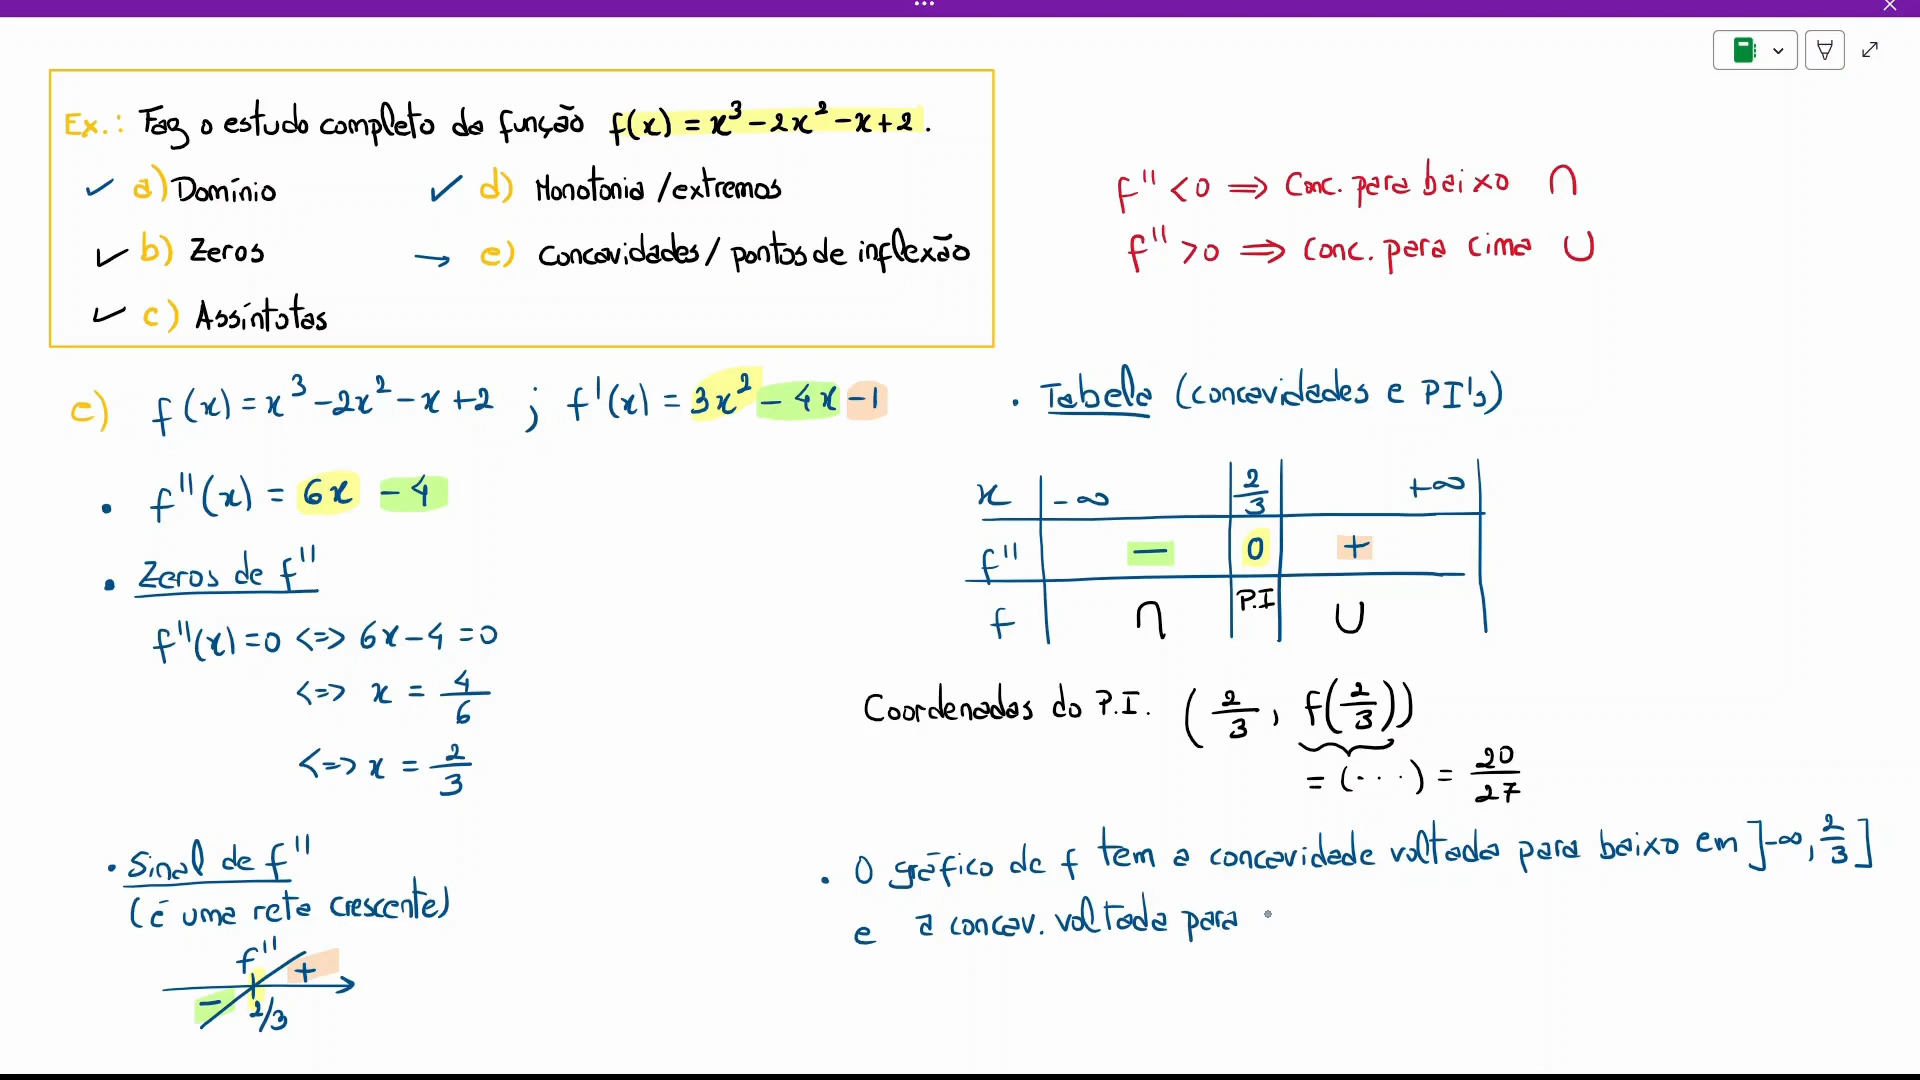 Ex.: Faz o estudo completo da função f(x) = x³ - 2x² - x + 2 .
a) Domínio
b) Zeros
c) Assíntotas
d) Monotonia / extremos
e) Concavidades / pontos de inflexão
f'' < 0 ⇒ Conc. para baixo ∩
f'' > 0 ⇒ conc. para cima ∪
e) f(x) = x³ - 2x² - x + 2 ; f'(x) = 3x² - 4x - 1
• f''(x) = 6x - 4
• Zeros de f''
f''(x) = 0 <=> 6x - 4 = 0
<=> x = 4/6
<=> x = 2/3
• Sinal de f''
(é uma reta crescente)
f''
- +
2/3
• Tabela (concavidades e PI's)
x -∞ 2/3 +∞
f'' - 0 +
f ∩ P.I ∪
Coordenadas do P.I. (2/3, f(2/3))
= (...) = 20/27
• O gráfico de f tem a concavidade voltada para baixo em ]-∞, 2/3]
e a concav. voltada para